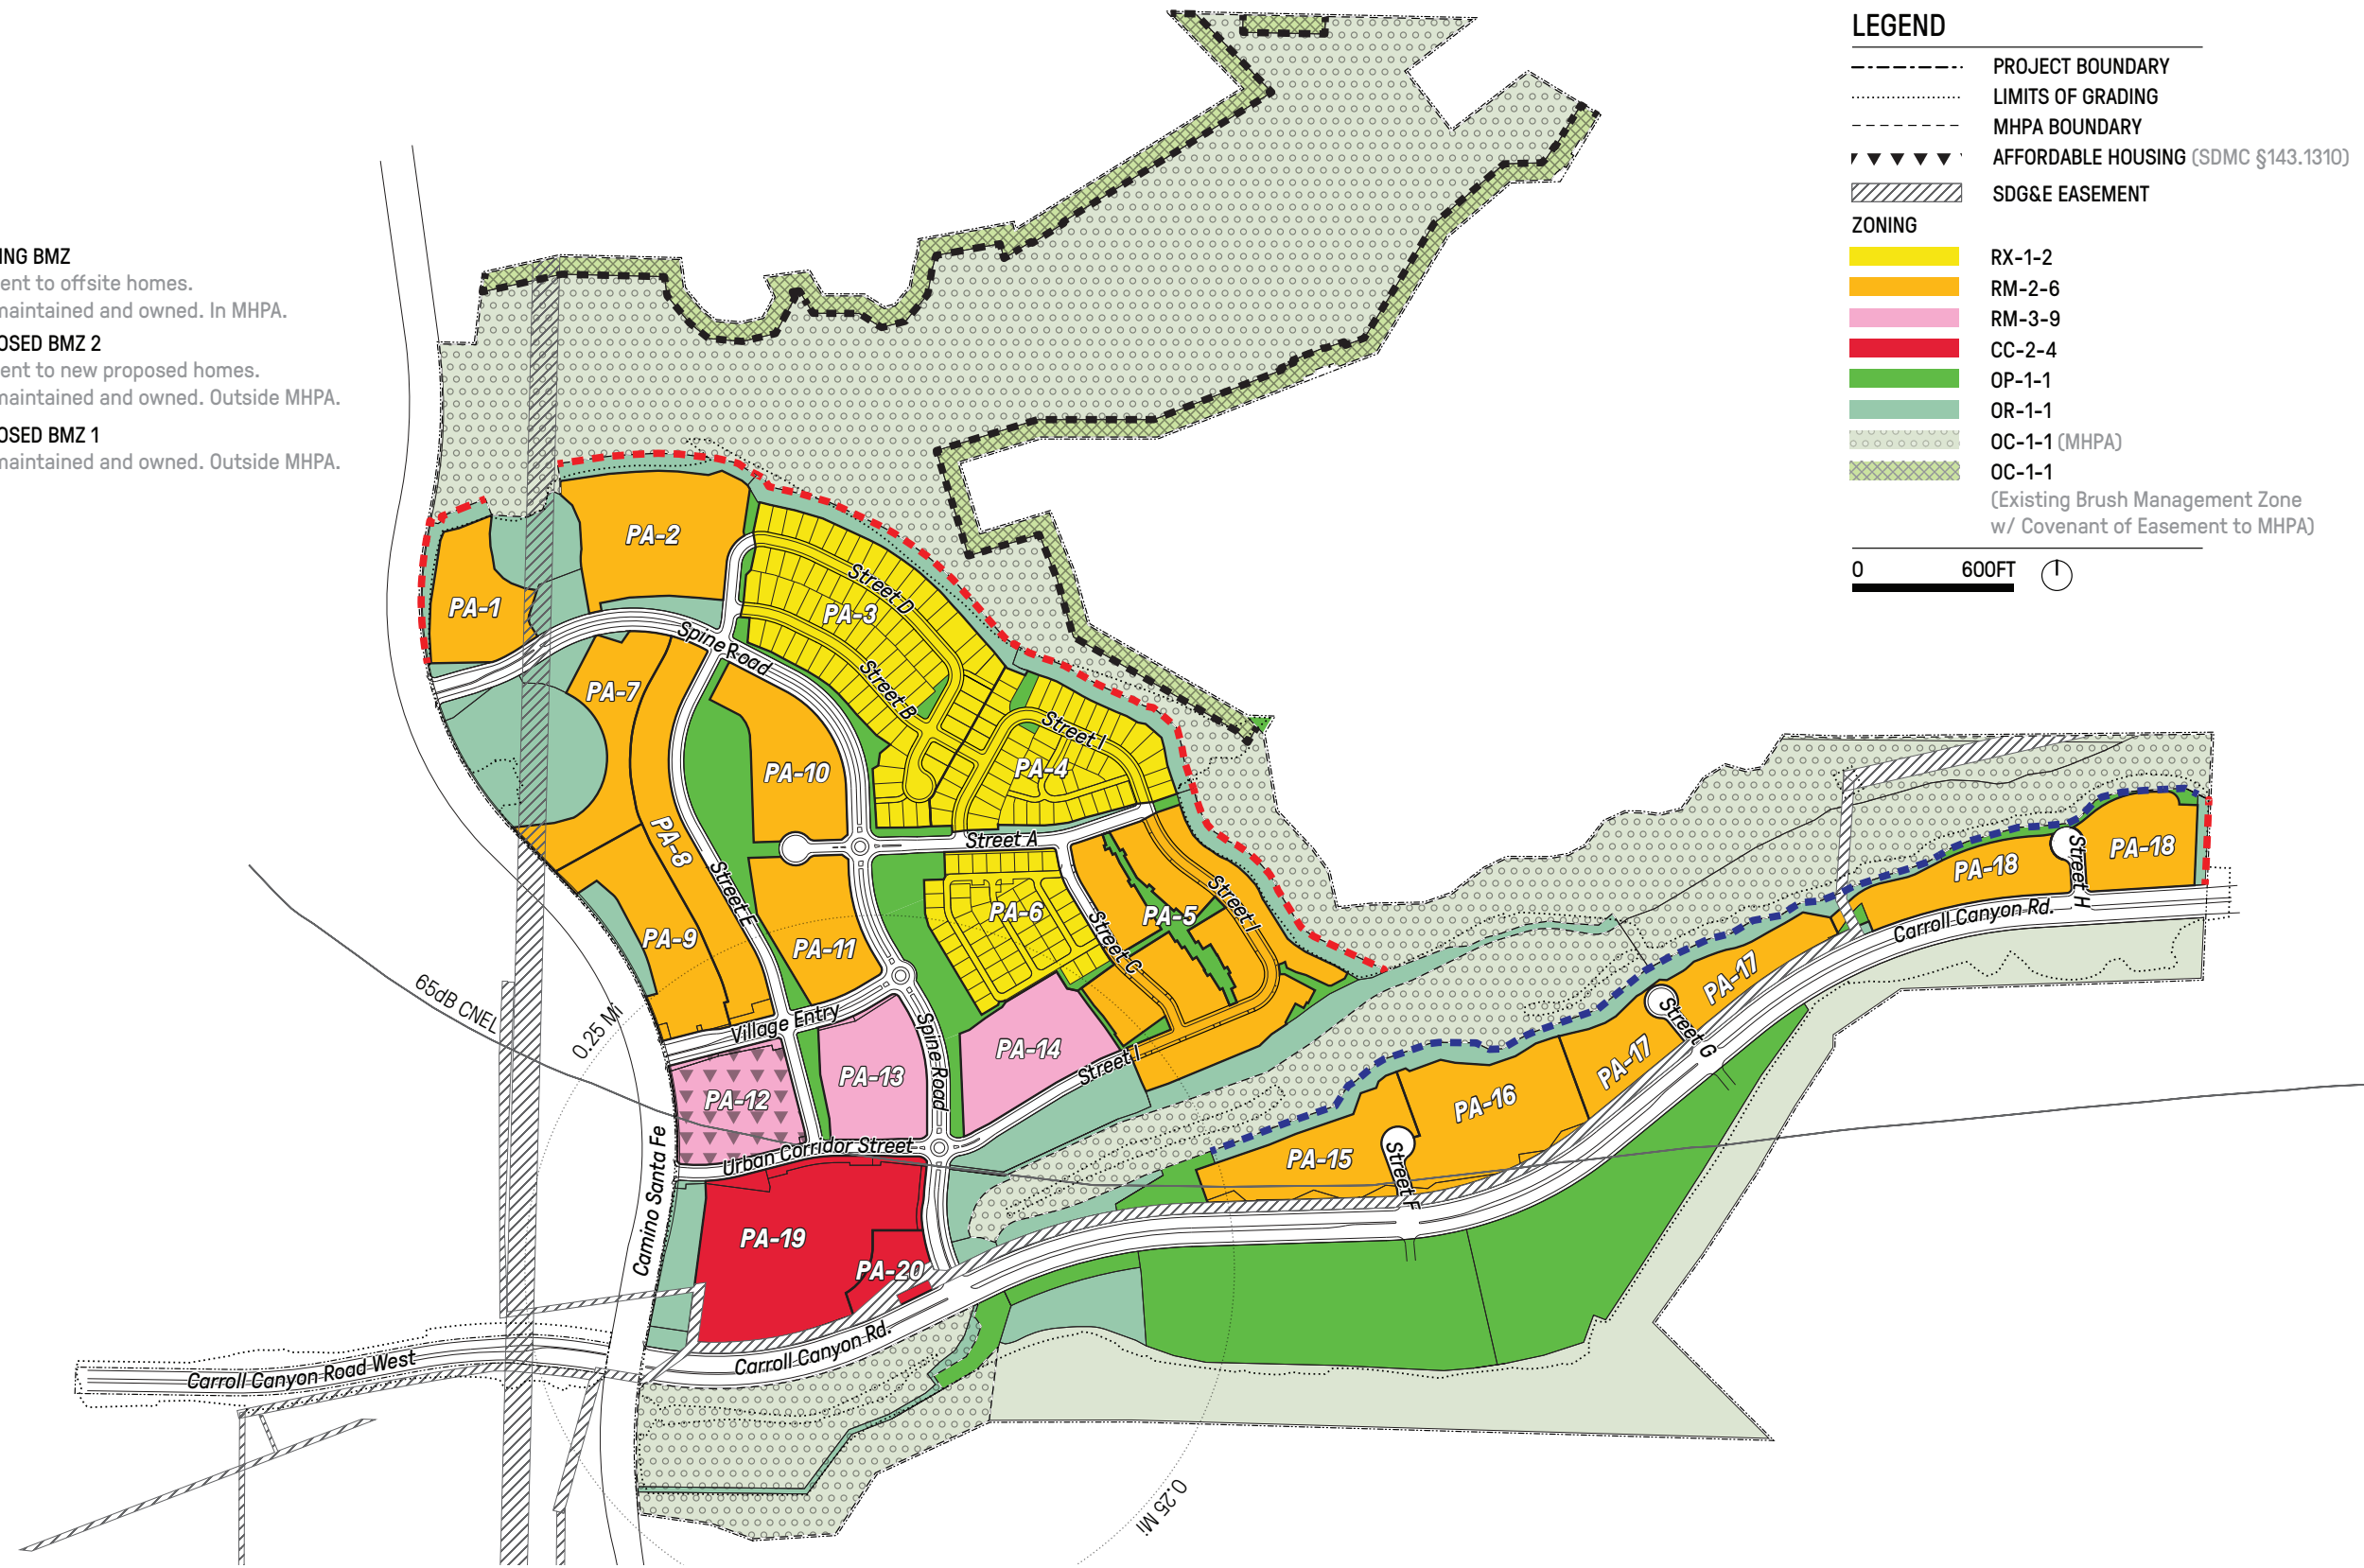 LEGEND
PROJECT BOUNDARY
LIMITS OF GRADING
MHPA BOUNDARY
AFFORDABLE HOUSING (SDMC §143.1310)
SDG&E EASEMENT
ZONING
RX-1-2
RM-2-6
RM-3-9
CC-2-4
OP-1-1
OR-1-1
OC-1-1 (MHPA)
OC-1-1
(Existing Brush Management Zone
w/ Covenant of Easement to MHPA)
0 600FT
ING BMZ
ent to offsite homes.
maintained and owned. In MHPA.
OSED BMZ 2
ent to new proposed homes.
maintained and owned. Outside MHPA.
OSED BMZ 1
maintained and owned. Outside MHPA.
PA-1
PA-2
PA-3
Street D
Street B
Spine Road
PA-7
PA-10
PA-4
Street I
PA-8
Street E
Street A
PA-6
PA-5
Street I
Street C
PA-9
PA-11
Village Entry
Spine Road
PA-12
PA-13
PA-14
Street I
Urban Corridor Street
PA-19
PA-20
Camino Santa Fe
Carroll Canyon Rd.
Carroll Canyon Road West
65dB CNEL
0.25 Mi
0.25 Mi
PA-15
Street F
PA-16
PA-17
Street G
PA-17
PA-18
Street H
PA-18
Carroll Canyon Rd.